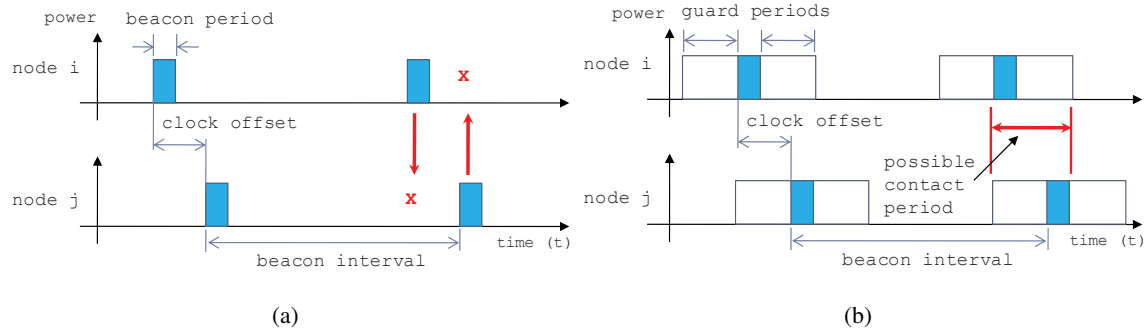 power
beacon period
node i
x
clock offset
x
node j
time (t)
beacon interval
(a)
power
guard periods
node i
clock offset
possible
contact
period
node j
time (t)
beacon interval
(b)